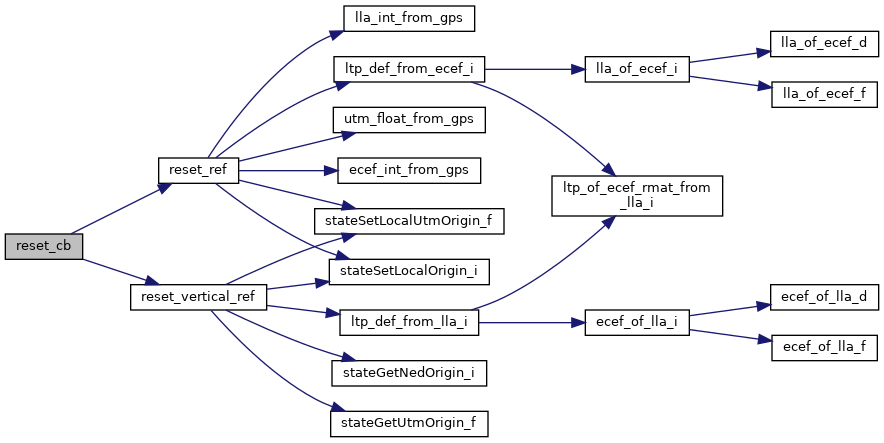 reset_cb
reset_ref
reset_vertical_ref
lla_int_from_gps
ltp_def_from_ecef_i
utm_float_from_gps
ecef_int_from_gps
stateSetLocalUtmOrigin_f
stateSetLocalOrigin_i
ltp_def_from_lla_i
stateGetNedOrigin_i
stateGetUtmOrigin_f
lla_of_ecef_i
ltp_of_ecef_rmat_from
_lla_i
ecef_of_lla_i
lla_of_ecef_d
lla_of_ecef_f
ecef_of_lla_d
ecef_of_lla_f